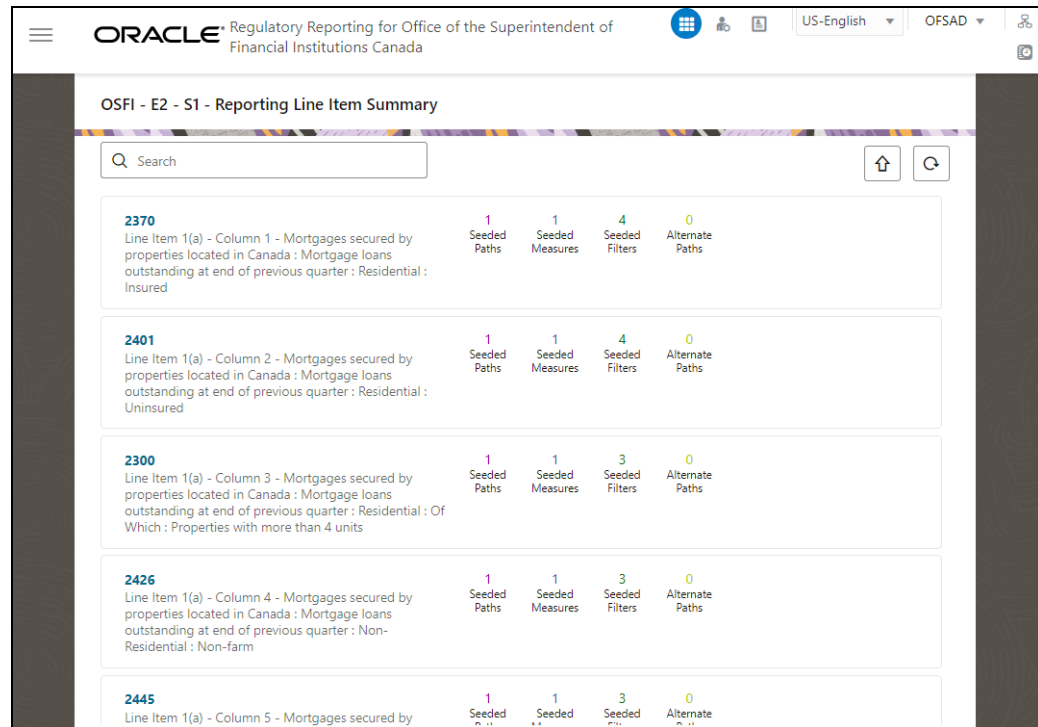 ORACLE® Regulatory Reporting for Office of the Superintendent of
Financial Institutions Canada
US-English
OFSAD
OSFI - E2 - S1 - Reporting Line Item Summary
Search
2370
Line Item 1(a) - Column 1 - Mortgages secured by
properties located in Canada : Mortgage loans
outstanding at end of previous quarter : Residential :
Insured
1
Seeded
Paths
1
Seeded
Measures
4
Seeded
Filters
0
Alternate
Paths
2401
Line Item 1(a) - Column 2 - Mortgages secured by
properties located in Canada : Mortgage loans
outstanding at end of previous quarter : Residential :
Uninsured
1
Seeded
Paths
1
Seeded
Measures
4
Seeded
Filters
0
Alternate
Paths
2300
Line Item 1(a) - Column 3 - Mortgages secured by
properties located in Canada : Mortgage loans
outstanding at end of previous quarter : Residential : Of
Which : Properties with more than 4 units
1
Seeded
Paths
1
Seeded
Measures
3
Seeded
Filters
0
Alternate
Paths
2426
Line Item 1(a) - Column 4 - Mortgages secured by
properties located in Canada : Mortgage loans
outstanding at end of previous quarter : Non-
Residential : Non-farm
1
Seeded
Paths
1
Seeded
Measures
3
Seeded
Filters
0
Alternate
Paths
2445
Line Item 1(a) - Column 5 - Mortgages secured by
1
Seeded
1
Seeded
3
Seeded
0
Alternate